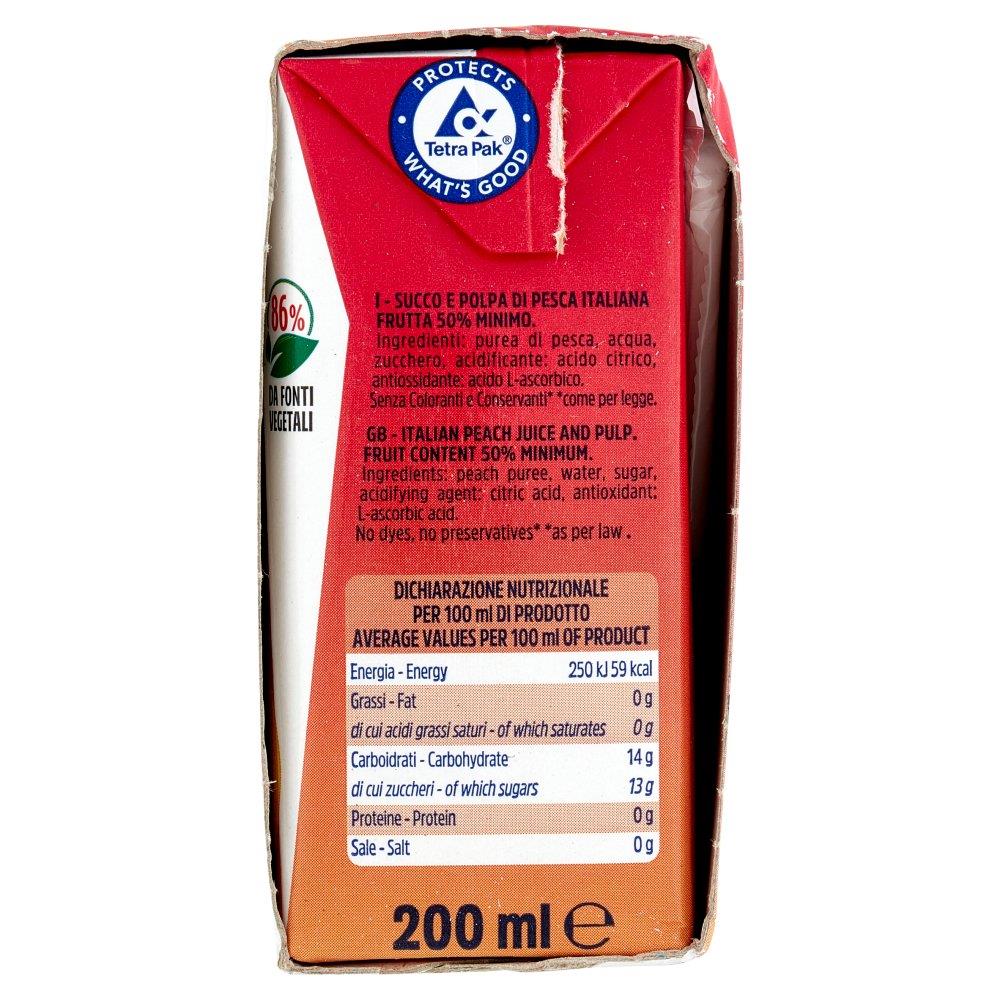 PROTECTS
Tetra Pak®
WHAT'S GOOD
86%
DA FONTI
VEGETALI
I - SUCCO E POLPA DI PESCA ITALIANA
FRUTTA 50% MINIMO.
Ingredienti: purea di pesca, acqua,
zucchero, acidificante: acido citrico,
antiossidante: acido L-ascorbico.
Senza Coloranti e Conservanti* *come per legge.
GB - ITALIAN PEACH JUICE AND PULP.
FRUIT CONTENT 50% MINIMUM.
Ingredients: peach puree, water, sugar,
acidifying agent: citric acid, antioxidant:
L-ascorbic acid.
No dyes, no preservatives* *as per law .
DICHIARAZIONE NUTRIZIONALE
PER 100 ml DI PRODOTTO
AVERAGE VALUES PER 100 ml OF PRODUCT
Energia - Energy 250 kJ 59 kcal
Grassi - Fat 0 g
di cui acidi grassi saturi - of which saturates 0 g
Carboidrati - Carbohydrate 14 g
di cui zuccheri - of which sugars 13 g
Proteine - Protein 0 g
Sale - Salt 0 g
200 ml ℮